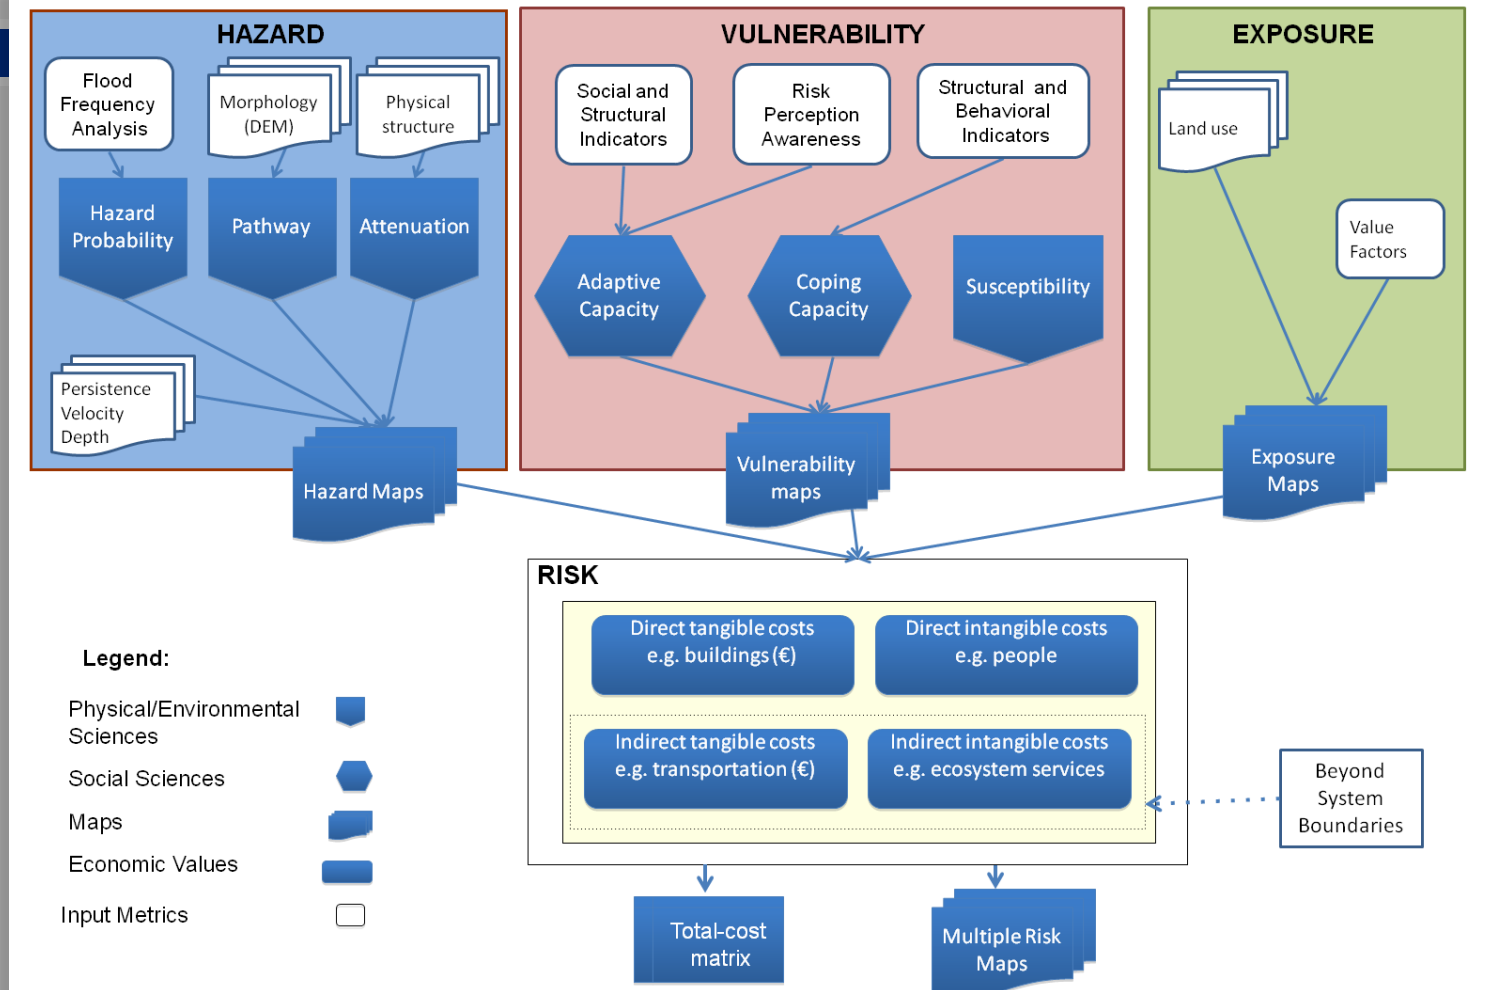 HAZARD
Flood
Frequency
Analysis
Morphology
(DEM)
Physical
structure
Hazard
Probability
Pathway
Attenuation
Persistence
Velocity
Depth
Hazard Maps
VULNERABILITY
Social and
Structural
Indicators
Risk
Perception
Awareness
Structural and
Behavioral
Indicators
Adaptive
Capacity
Coping
Capacity
Susceptibility
Vulnerability
maps
EXPOSURE
Land use
Value
Factors
Exposure
Maps
RISK
Direct tangible costs
e.g. buildings (€)
Direct intangible costs
e.g. people
Indirect tangible costs
e.g. transportation (€)
Indirect intangible costs
e.g. ecosystem services
Beyond
System
Boundaries
Total-cost
matrix
Multiple Risk
Maps
Legend:
Physical/Environmental
Sciences
Social Sciences
Maps
Economic Values
Input Metrics